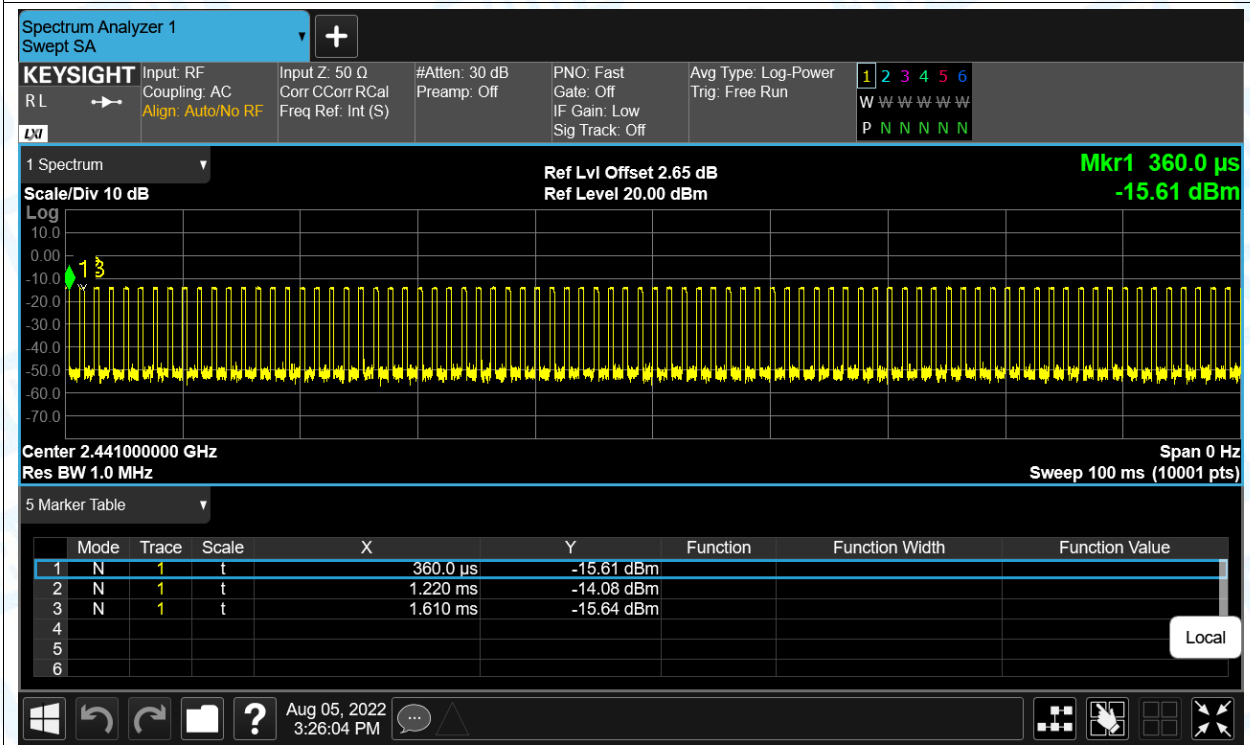 Spectrum Analyzer 1
Swept SA
KEYSIGHT
R L
LXI
Input: RF
Coupling: AC
Align: Auto/No RF
Input Z: 50 Ω
Corr CCorr RCal
Freq Ref: Int (S)
#Atten: 30 dB
Preamp: Off
PNO: Fast
Gate: Off
IF Gain: Low
Sig Track: Off
Avg Type: Log-Power
Trig: Free Run
1 2 3 4 5 6
W W W W W W
P N N N N N
1 Spectrum
Scale/Div 10 dB
Ref Lvl Offset 2.65 dB
Ref Level 20.00 dBm
Mkr1 360.0 µs
-15.61 dBm
Log
10.0
0.00
-10.0
-20.0
-30.0
-40.0
-50.0
-60.0
-70.0
1 3
Center 2.441000000 GHz
Res BW 1.0 MHz
Span 0 Hz
Sweep 100 ms (10001 pts)
5 Marker Table
Mode Trace Scale X Y Function Function Width Function Value
1 N 1 t 360.0 µs -15.61 dBm
2 N 1 t 1.220 ms -14.08 dBm
3 N 1 t 1.610 ms -15.64 dBm
4
5
6
Local
?
Aug 05, 2022
3:26:04 PM